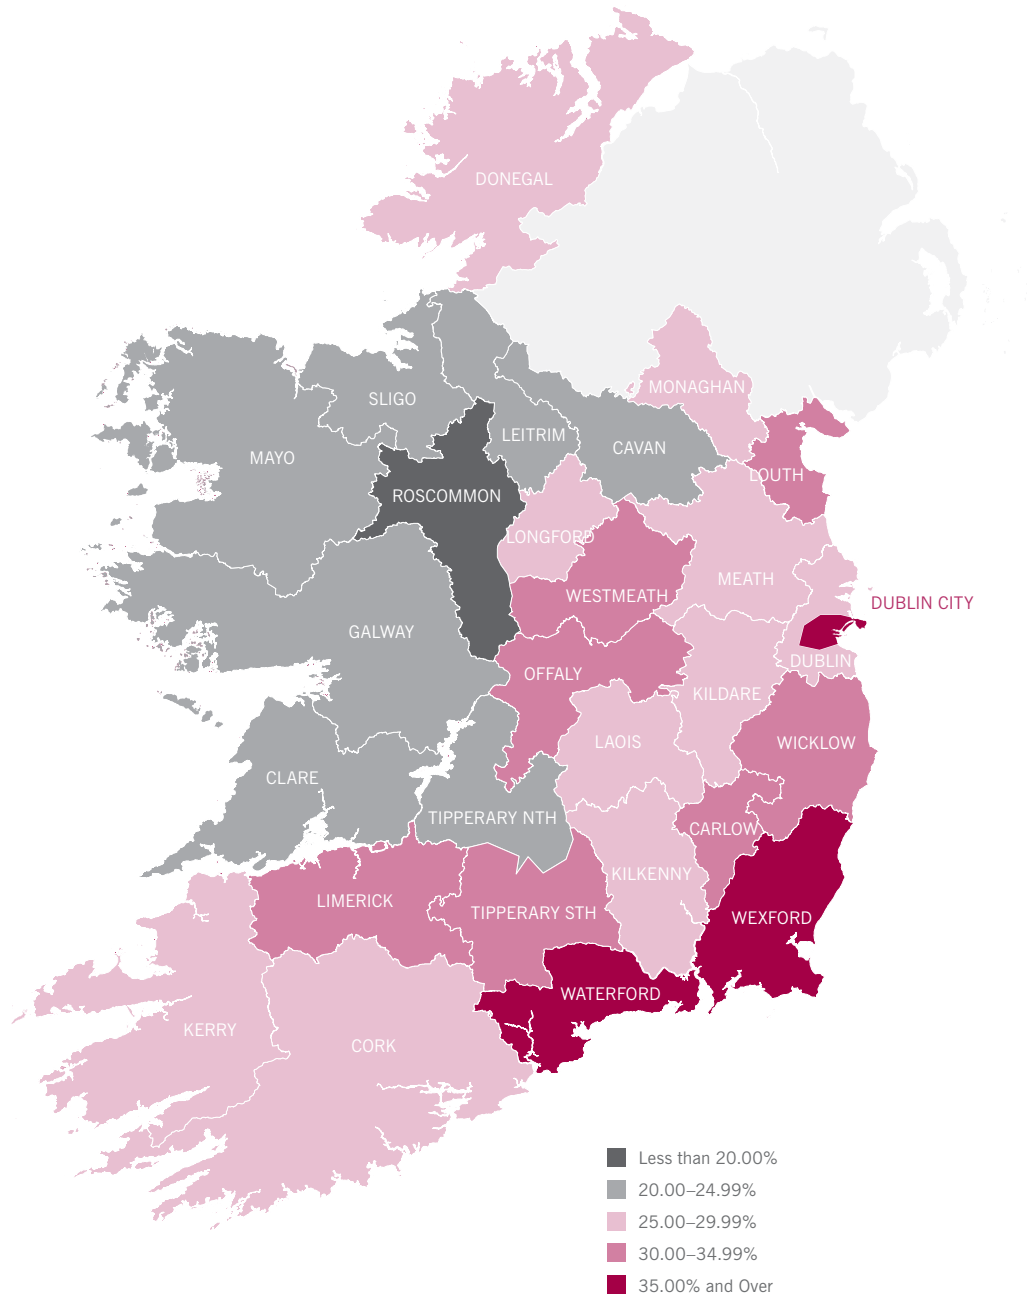 DONEGAL
MONAGHAN
SLIGO
LEITRIM
CAVAN
MAYO
LOUTH
ROSCOMMON
LONGFORD
MEATH
WESTMEATH
DUBLIN CITY
GALWAY
DUBLIN
OFFALY
KILDARE
LAOIS
WICKLOW
CLARE
TIPPERARY NTH
CARLOW
KILKENNY
LIMERICK
TIPPERARY STH
WEXFORD
WATERFORD
KERRY
CORK
Less than 20.00%
20.00–24.99%
25.00–29.99%
30.00–34.99%
35.00% and Over